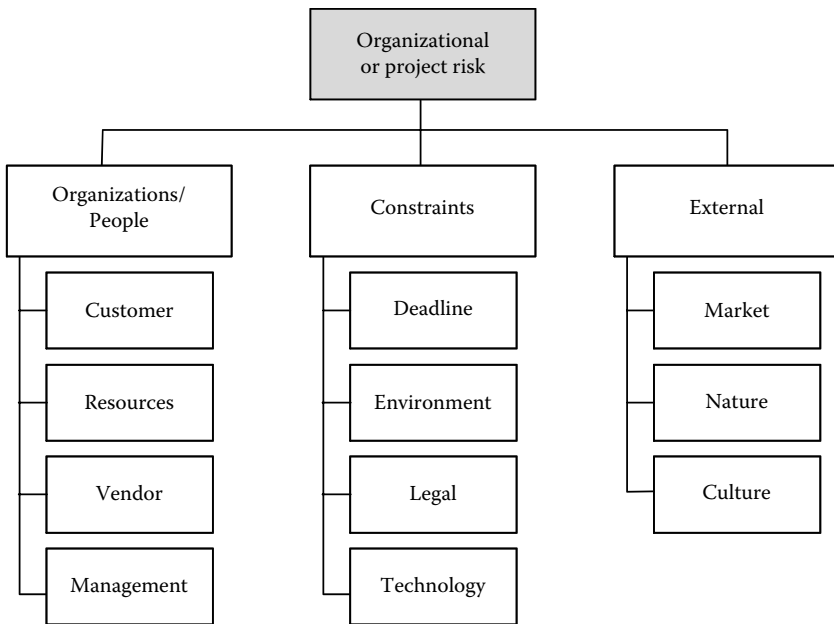 Organizational
or project risk
Organizations/
People
Constraints
External
Customer
Deadline
Market
Resources
Environment
Nature
Vendor
Legal
Culture
Management
Technology